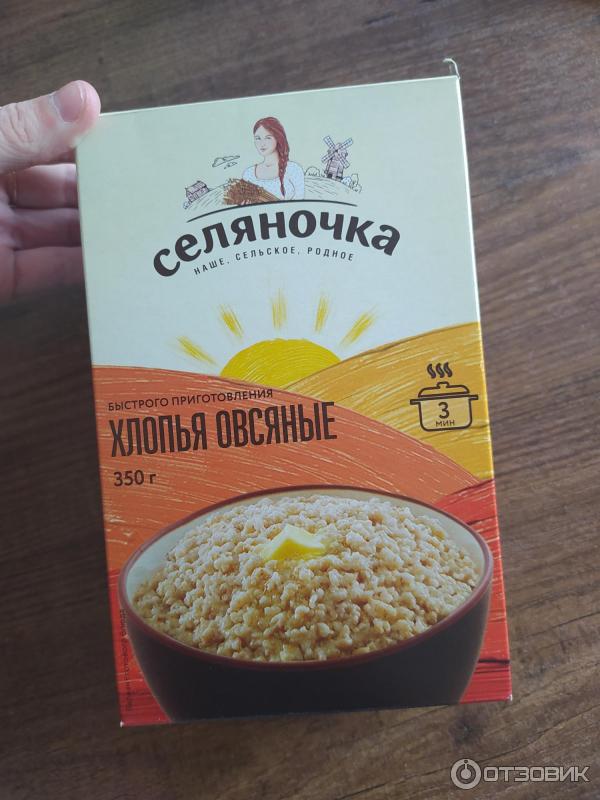 селяночка
НАШЕ, СЕЛЬСКОЕ, РОДНОЕ
БЫСТРОГО ПРИГОТОВЛЕНИЯ
ХЛОПЬЯ ОВСЯНЫЕ
350 г
3
МИН
ОТЗОВИК